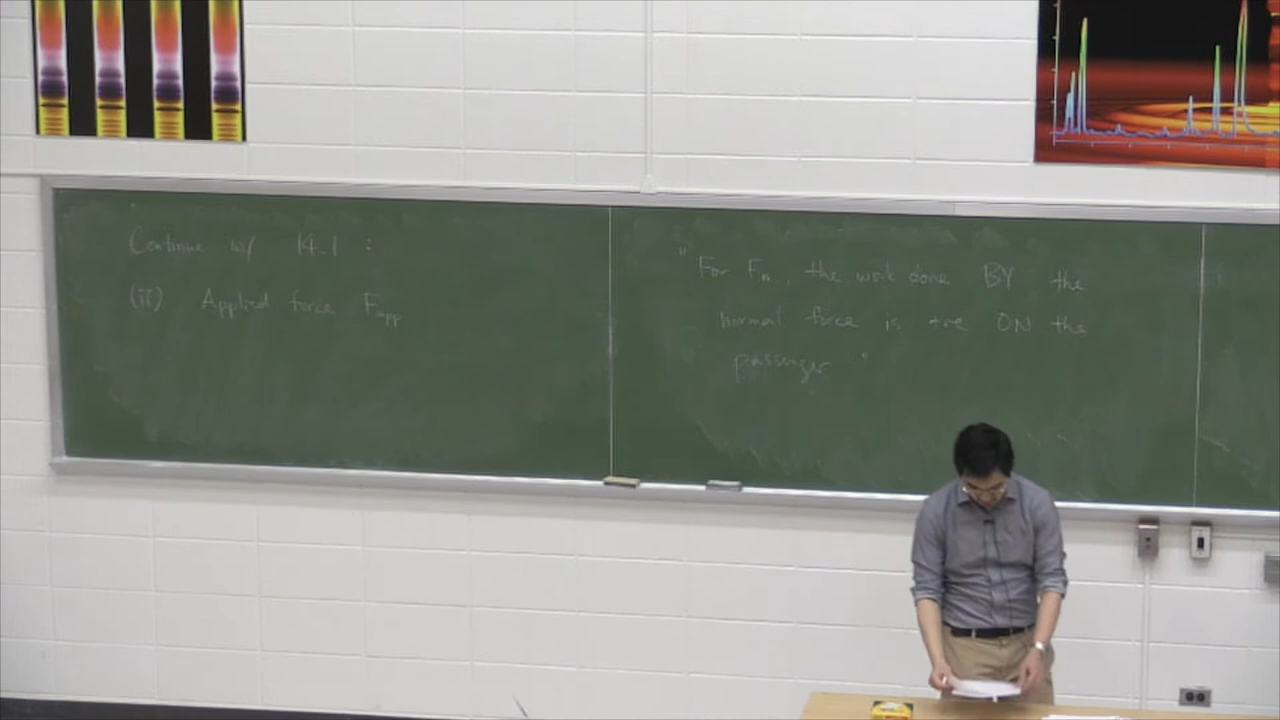 Continue w/ 14.1 :
(ii) Applied force Fapp
"For Fn, the work done BY the
normal force is +ve ON the
passenger"